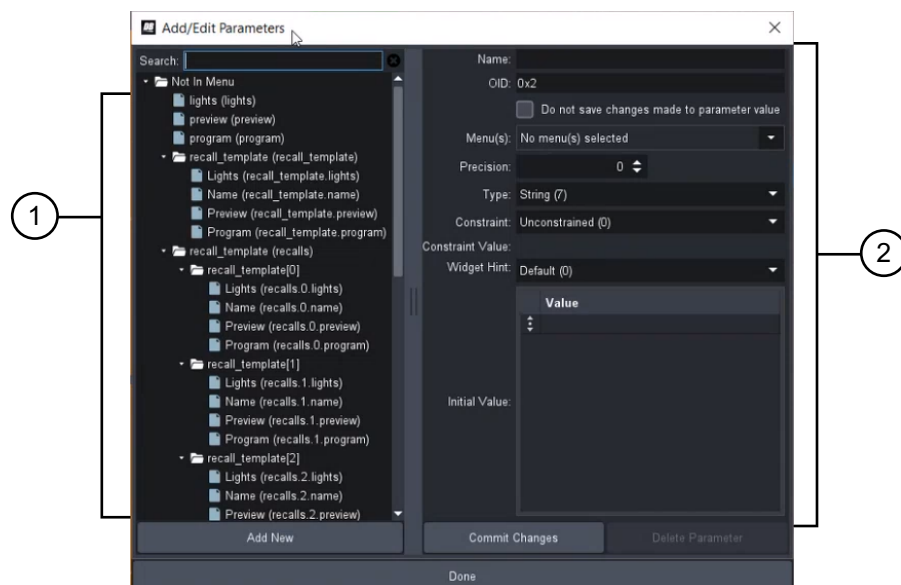 Add/Edit Parameters
Search:
Not In Menu
lights (lights)
preview (preview)
program (program)
recall_template (recall_template)
Lights (recall_template.lights)
Name (recall_template.name)
Preview (recall_template.preview)
Program (recall_template.program)
recall_template (recalls)
recall_template[0]
Lights (recalls.0.lights)
Name (recalls.0.name)
Preview (recalls.0.preview)
Program (recalls.0.program)
recall_template[1]
Lights (recalls.1.lights)
Name (recalls.1.name)
Preview (recalls.1.preview)
Program (recalls.1.program)
recall_template[2]
Lights (recalls.2.lights)
Name (recalls.2.name)
Preview (recalls.2.preview)
Add New
1
Name:
OID: 0x2
Do not save changes made to parameter value
Menu(s): No menu(s) selected
Precision: 0
Type: String (7)
Constraint: Unconstrained (0)
Constraint Value:
Widget Hint: Default (0)
Value
Initial Value:
Commit Changes
Delete Parameter
2
Done